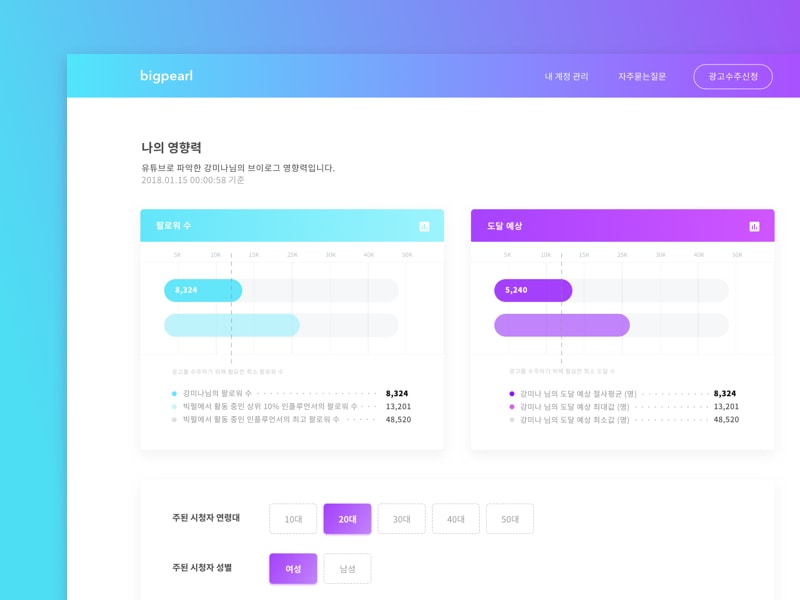 bigpearl
내 계정 관리
자주묻는질문
광고수주신청
나의 영향력
유튜브로 파악한 강미나님의 브이로그 영향력입니다.
2018.01.15 00:00:58 기준
팔로워 수
5K 10K 15K 25K 30K 40K 50K
8,324
광고를 수주하기 위해 필요한 최소 팔로워 수
강미나님의 팔로워 수 8,324
빅펄에서 활동 중인 상위 10% 인플루언서의 팔로워 수 13,201
빅펄에서 활동 중인 인플루언서의 최고 팔로워 수 48,520
도달 예상
5K 10K 15K 25K 30K 40K 50K
5,240
광고를 수주하기 위해 필요한 최소 도달 수
강미나 님의 도달 예상 절사평균 (명) 8,324
강미나 님의 도달 예상 최대값 (명) 13,201
강미나 님의 도달 예상 최소값 (명) 48,520
주된 시청자 연령대
10대 20대 30대 40대 50대
주된 시청자 성별
여성 남성